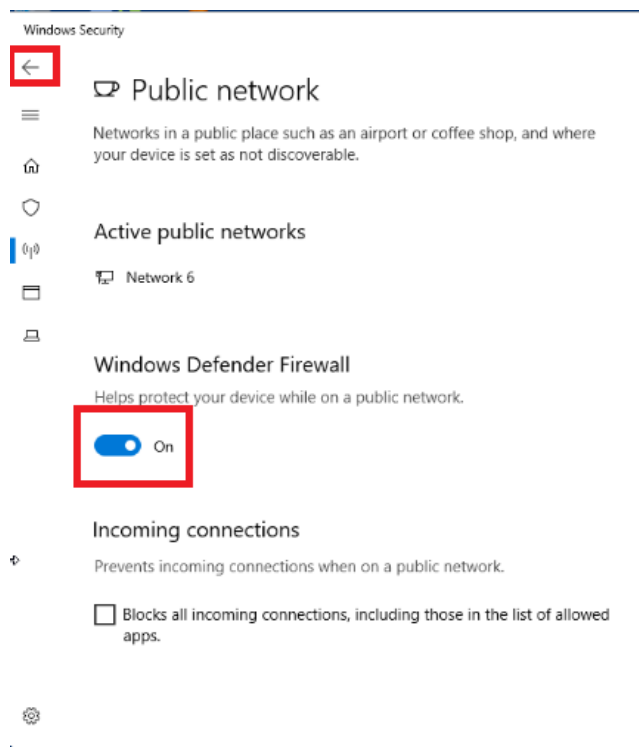 Windows Security
Public network
Networks in a public place such as an airport or coffee shop, and where
your device is set as not discoverable.
Active public networks
Network 6
Windows Defender Firewall
Helps protect your device while on a public network.
On
Incoming connections
Prevents incoming connections when on a public network.
Blocks all incoming connections, including those in the list of allowed
apps.